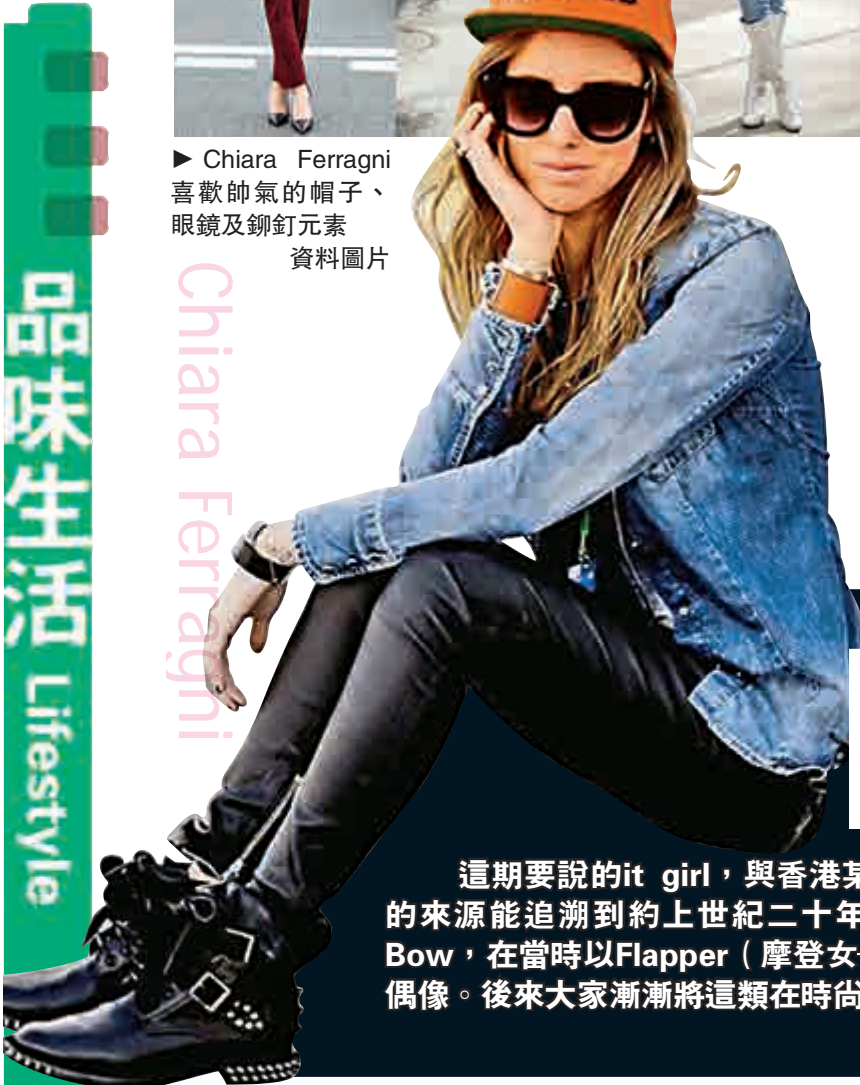 品味生活 Lifestyle
► Chiara Ferragni
喜歡帥氣的帽子、
眼鏡及鉚釘元素
資料圖片
Chiara Ferragni
這期要說的it girl，與香港某
的來源能追溯到約上世紀二十年
Bow，在當時以Flapper（摩登女
偶像。後來大家漸漸將這類在時尚